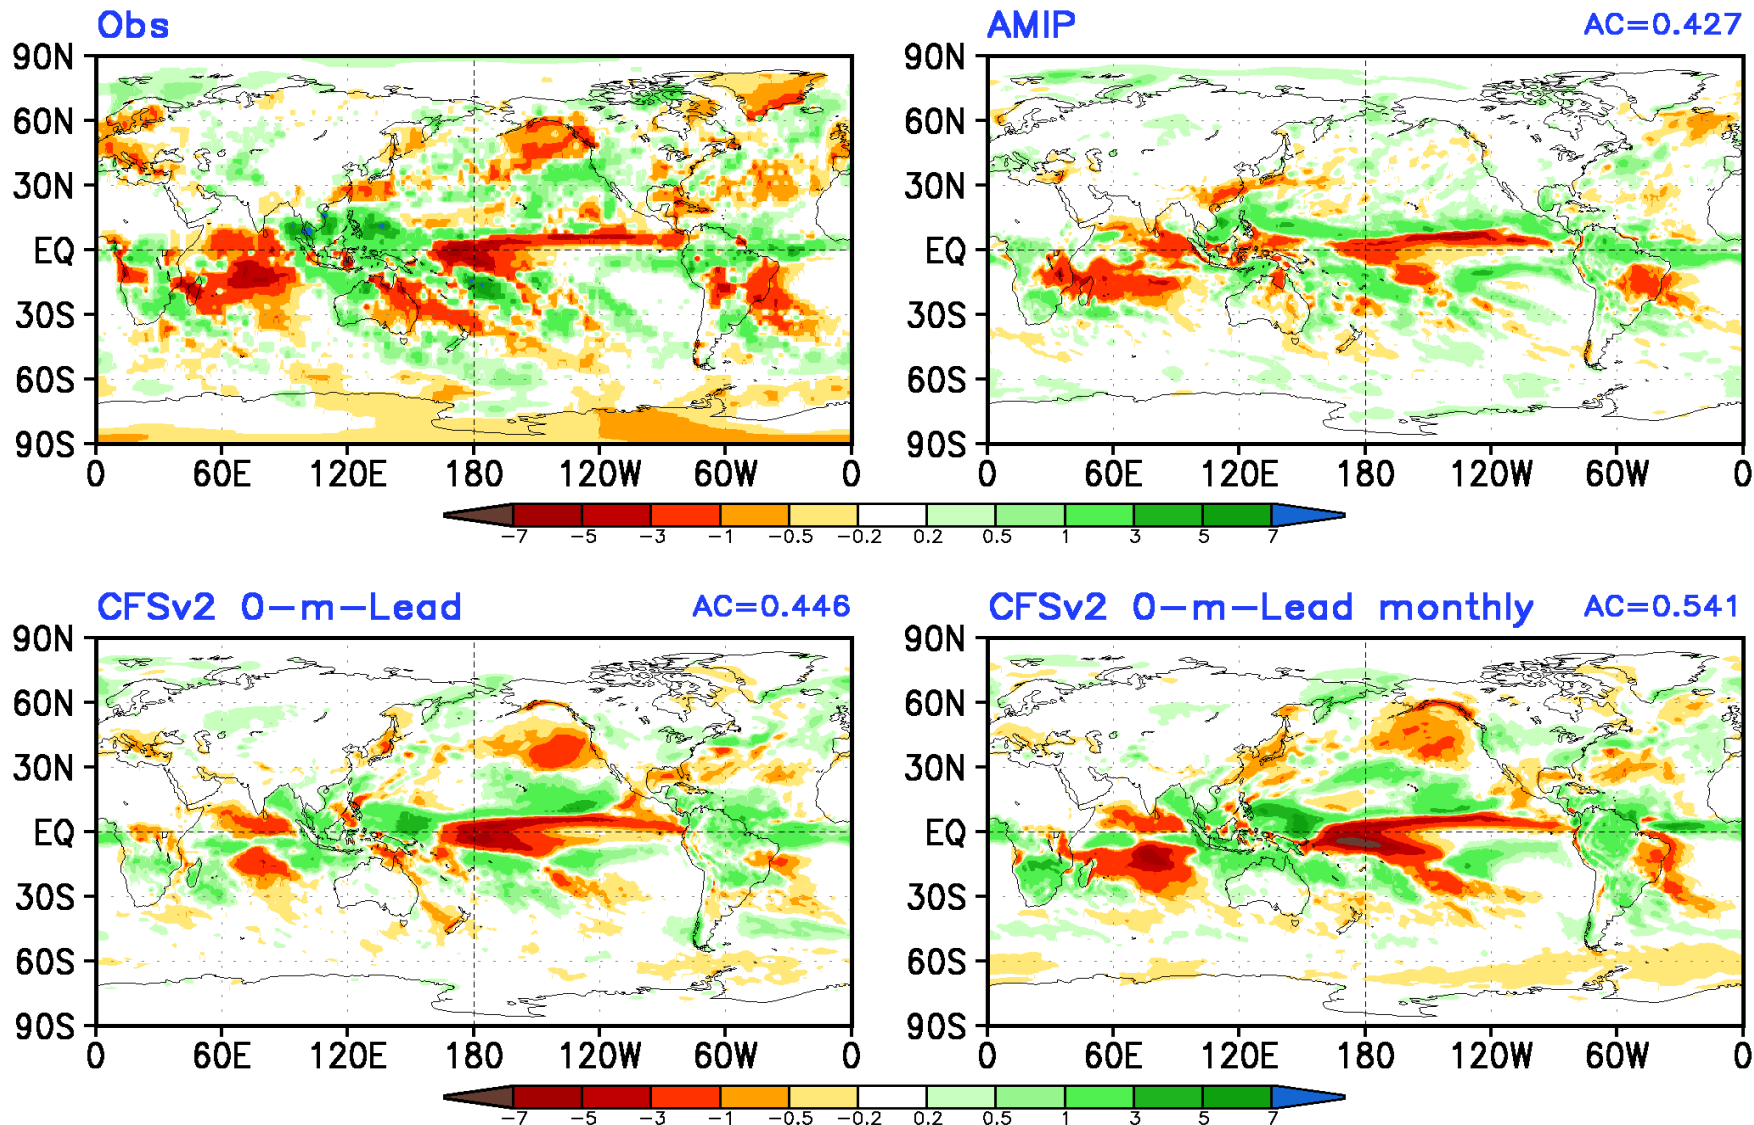 Obs
AMIP AC=0.427
90N 90N
60N 60N
30N 30N
EQ EQ
30S 30S
60S 60S
90S 90S
0 60E 120E 180 120W 60W 0 0 60E 120E 180 120W 60W 0
-7 -5 -3 -1 -0.5 -0.2 0.2 0.5 1 3 5 7
CFSv2 0-m-Lead AC=0.446
CFSv2 0-m-Lead monthly AC=0.541
90N 90N
60N 60N
30N 30N
EQ EQ
30S 30S
60S 60S
90S 90S
0 60E 120E 180 120W 60W 0 0 60E 120E 180 120W 60W 0
-7 -5 -3 -1 -0.5 -0.2 0.2 0.5 1 3 5 7